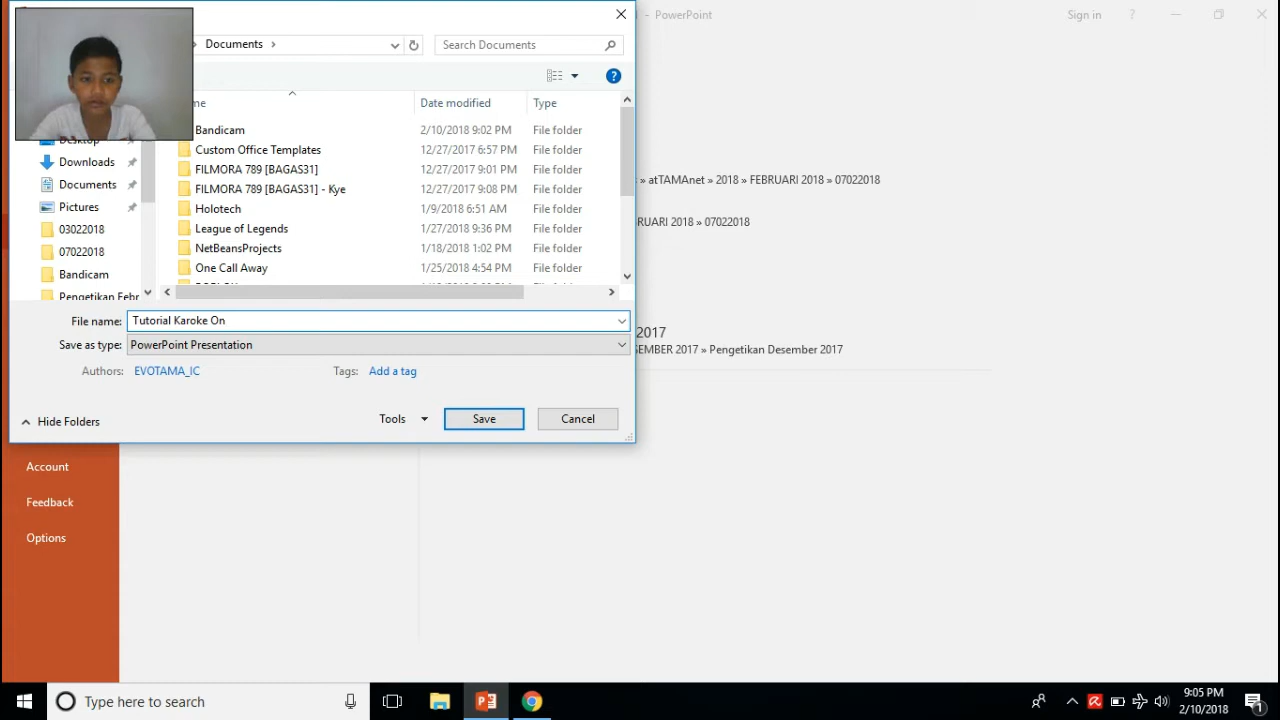 - PowerPoint
Sign in
?
Documents
Search Documents
?
me
Date modified
Type
Bandicam
2/10/2018 9:02 PM
File folder
Custom Office Templates
12/27/2017 6:57 PM
File folder
Downloads
FILMORA 789 [BAGAS31]
12/27/2017 9:01 PM
File folder
Documents
FILMORA 789 [BAGAS31] - Kye
12/27/2017 9:08 PM
File folder
» atTAMAnet » 2018 » FEBRUARI 2018 » 07022018
Pictures
Holotech
1/9/2018 6:51 AM
File folder
RUARI 2018 » 07022018
03022018
League of Legends
1/27/2018 9:36 PM
File folder
07022018
NetBeansProjects
1/18/2018 1:02 PM
File folder
Bandicam
One Call Away
1/25/2018 4:54 PM
File folder
Pengetikan Febr
File name:
Tutorial Karoke On
2017
Save as type:
PowerPoint Presentation
EMBER 2017 » Pengetikan Desember 2017
Authors:
EVOTAMA_IC
Tags:
Add a tag
Hide Folders
Tools
Save
Cancel
Account
Feedback
Options
Type here to search
9:05 PM
2/10/2018
1